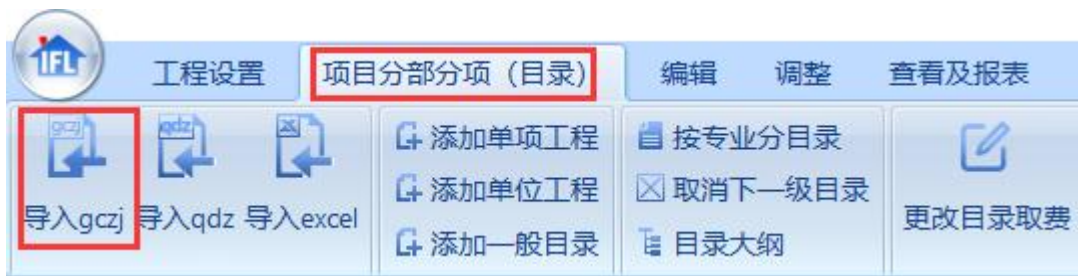 IFL
工程设置 项目分部分项（目录） 编辑 调整 查看及报表
gczj qdz
添加单项工程 按专业分目录
添加单位工程 取消下一级目录
导入gczj 导入qdz 导入excel 更改目录取费
添加一般目录 目录大纲